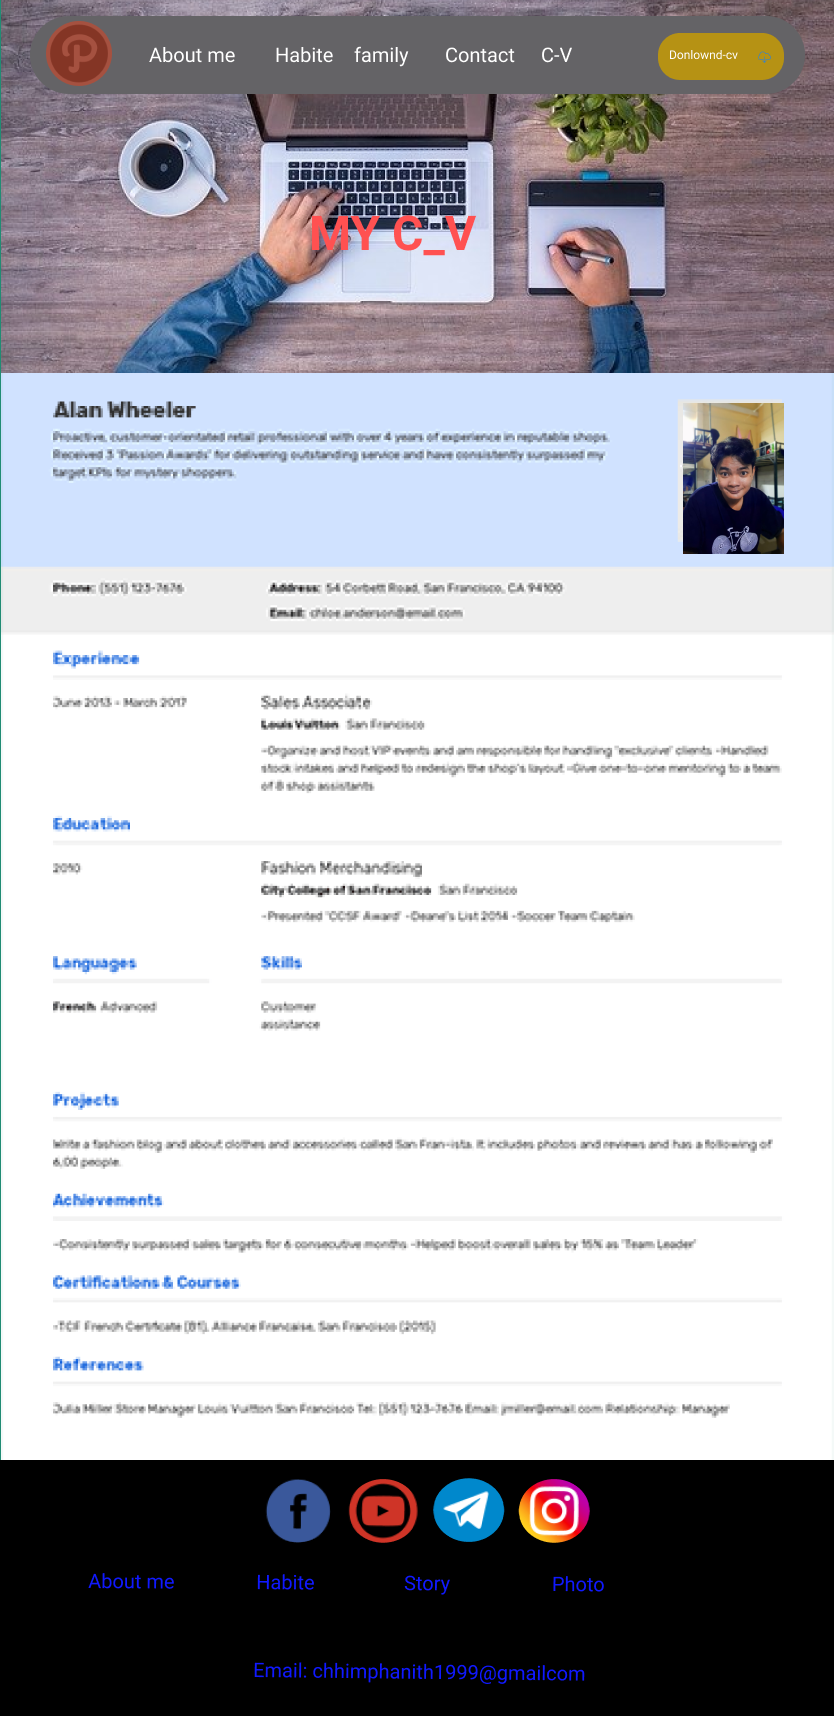 P
About me Habite family Contact C-V Donlownd-cv
MY C_V
Alan Wheeler
Proactive, customer-orientated retail professional with over 4 years of experience in reputable shops.
Received 3 'Passion Awards' for delivering outstanding service and have consistently surpassed my
target KPIs for mystery shoppers.
Phone: (551) 123-7676 Address: 54 Corbett Road, San Francisco, CA 94100
Email: chloe.anderson@email.com
Experience
June 2013 - March 2017 Sales Associate
Louis Vuitton San Francisco
-Organize and host VIP events and am responsible for handling 'exclusive' clients -Handled
stock intakes and helped to redesign the shop's layout -Give one-to-one mentoring to a team
of 8 shop assistants
Education
2010 Fashion Merchandising
City College of San Francisco San Francisco
-Presented 'CCSF Award' -Deane's List 2014 -Soccer Team Captain
Languages Skills
French Advanced Customer
assistance
Projects
Write a fashion blog and about clothes and accessories called San Fran-ista. It includes photos and reviews and has a following of
6,00 people.
Achievements
-Consistently surpassed sales targets for 6 consecutive months -Helped boost overall sales by 15% as 'Team Leader'
Certifications & Courses
-TCF French Certificate (B1), Alliance Francaise, San Francisco (2015)
References
Julia Miller Store Manager Louis Vuitton San Francisco Tel: (551) 123-7676 Email: jmiller@email.com Relationship: Manager
About me Habite Story Photo
Email: chhimphanith1999@gmailcom